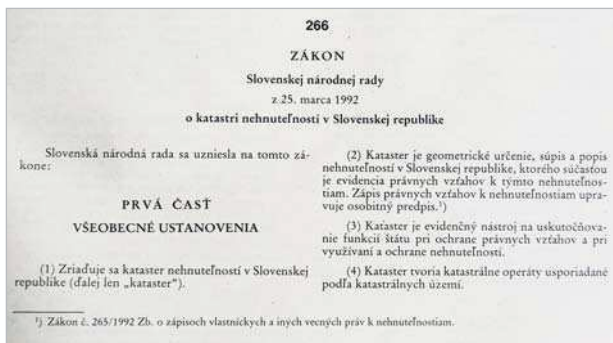 266
ZÁKON
Slovenskej národnej rady
z 25. marca 1992
o katastri nehnuteľností v Slovenskej republike
Slovenská národná rada sa uzniesla na tomto zá-
kone:
PRVÁ ČASŤ
VŠEOBECNÉ USTANOVENIA
(1) Zriaďuje sa kataster nehnuteľností v Slovenskej
republike (ďalej len „kataster“).
(2) Kataster je geometrické určenie, súpis a popis
nehnuteľností v Slovenskej republike, ktorého súčasťou
je evidencia právnych vzťahov k týmto nehnuteľnos-
tiam. Zápis právnych vzťahov k nehnuteľnostiam upra-
vuje osobitný predpis.¹)
(3) Kataster je evidenčný nástroj na uskutočňova-
nie funkcií štátu pri ochrane právnych vzťahov a pri
využívaní a ochrane nehnuteľností.
(4) Kataster tvoria katastrálne operáty usporiadané
podľa katastrálnych území.
¹) Zákon č. 265/1992 Zb. o zápisoch vlastníckych a iných vecných práv k nehnuteľnostiam.